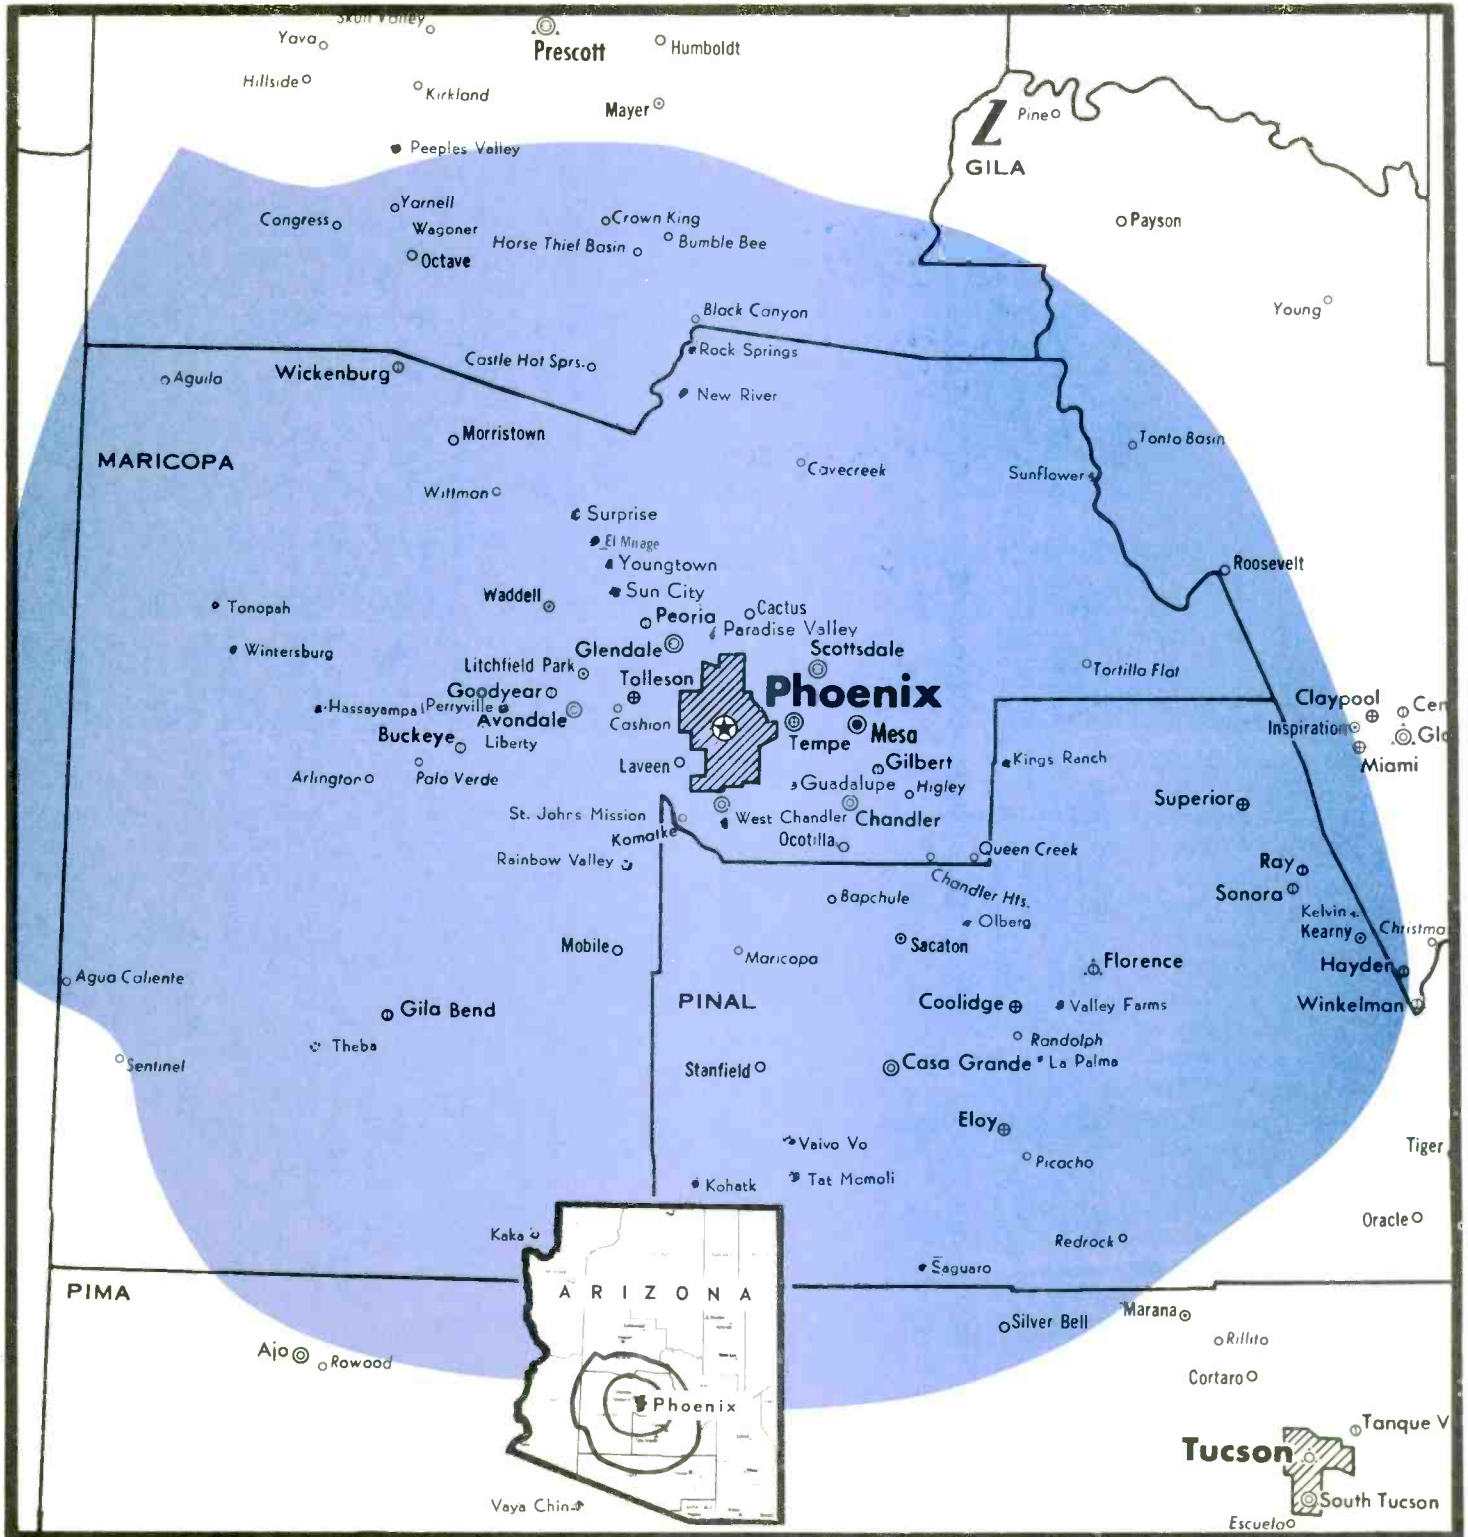 Skull Valley
Yava
Prescott
Humboldt
Hillside
Kirkland
Mayer
Pine
GILA
Peeples Valley
Yarnell
Congress
Wagoner
Crown King
Payson
Horse Thief Basin
Bumble Bee
Octave
Black Canyon
Young
Rock Springs
Castle Hot Sprs.
Wickenburg
Aguila
New River
Morristown
MARICOPA
Tonto Basin
Cavecreek
Sunflower
Wittman
Surprise
El Mirage
Youngtown
Roosevelt
Sun City
Waddell
Tonopah
Cactus
Peoria
Paradise Valley
Glendale
Scottsdale
Wintersburg
Litchfield Park
Tortilla Flat
Tolleson
Phoenix
Goodyear
Claypool
Cen
Hassayampa
Perryville
Avondale
Cashion
Inspiration
Glo
Buckeye
Liberty
Tempe
Mesa
Miami
Laveen
Gilbert
Kings Ranch
Arlington
Palo Verde
Guadalupe
Higley
Superior
St. Johns Mission
West Chandler
Chandler
Komatke
Ocotilla
Queen Creek
Rainbow Valley
Ray
Chandler Hts.
Sonora
Bapchule
Olberg
Kelvin
Kearny
Christma
Mobile
Sacaton
Maricopa
Florence
Hayden
Agua Caliente
PINAL
Coolidge
Valley Farms
Winkelman
Gila Bend
Randolph
Theba
Sentinel
Stanfield
Casa Grande
La Palma
Eloy
Vaivo Vo
Tiger
Picacho
Kohatk
Tat Momoli
Oracle
Kaka
Redrock
Saguaro
PIMA
ARIZONA
Silver Bell
Marana
Rillito
Ajo
Rowood
Cortaro
Phoenix
Tanque V
Tucson
Vaya Chin
South Tucson
Escuela